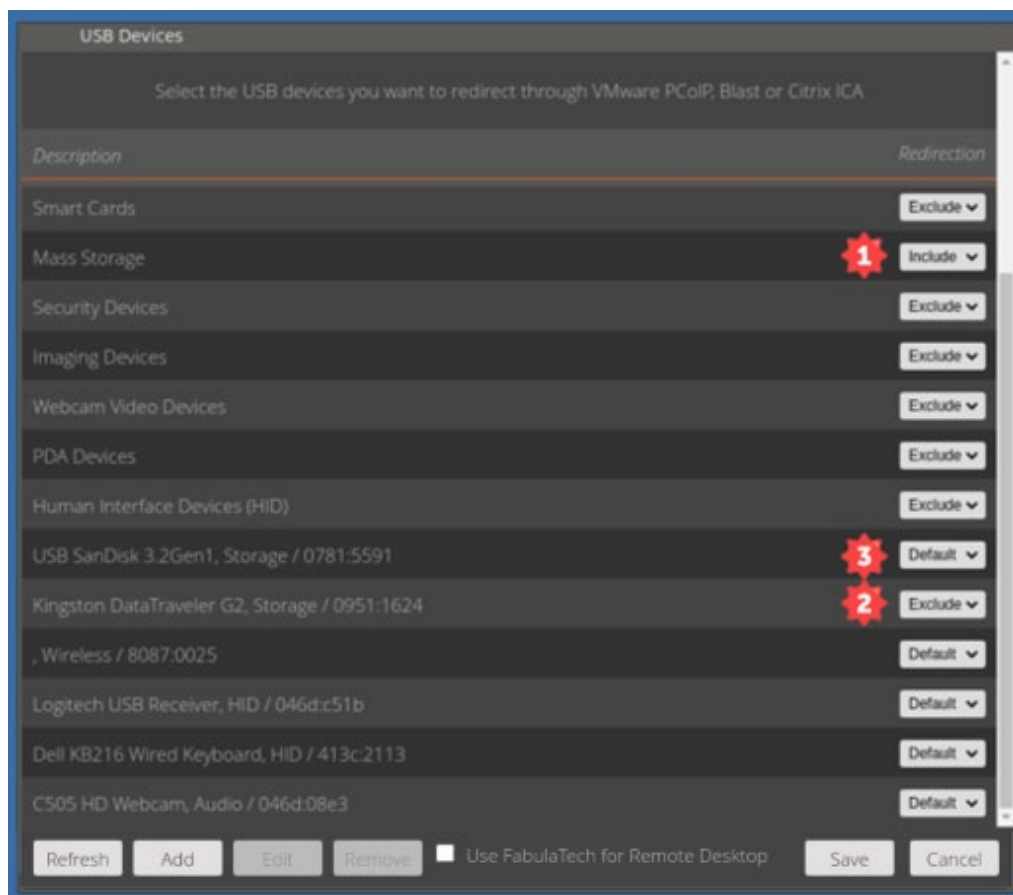 USB Devices
Select the USB devices you want to redirect through VMware PCoIP, Blast or Citrix ICA
Description Redirection
Smart Cards Exclude
Mass Storage 1 Include
Security Devices Exclude
Imaging Devices Exclude
Webcam Video Devices Exclude
PDA Devices Exclude
Human Interface Devices (HID) Exclude
USB SanDisk 3.2Gen1, Storage / 0781:5591 3 Default
Kingston DataTraveler G2, Storage / 0951:1624 2 Exclude
, Wireless / 8087:0025 Default
Logitech USB Receiver, HID / 046d:c51b Default
Dell KB216 Wired Keyboard, HID / 413c:2113 Default
C505 HD Webcam, Audio / 046d:08e3 Default
Refresh Add Edit Remove Use FabulaTech for Remote Desktop Save Cancel